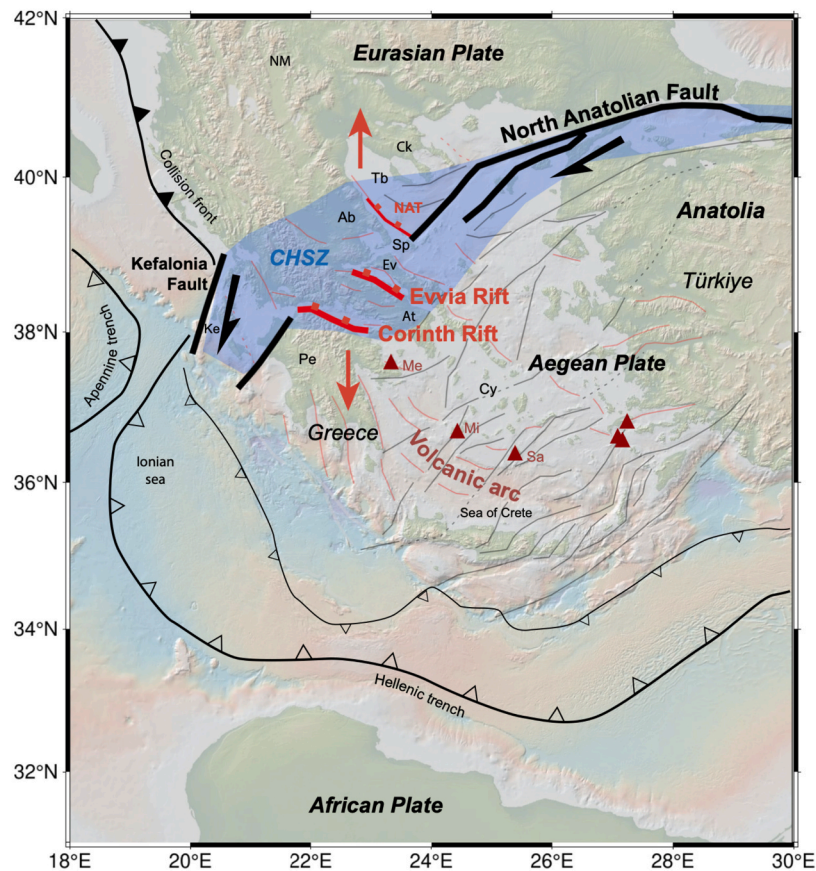 42°N
40°N
38°N
36°N
34°N
32°N
NM
Eurasian Plate
North Anatolian Fault
Ck
Collision front
Tb
NAT
Ab
Sp
Anatolia
Kefalonia
Fault
CHSZ
Ev
Türkiye
Evvia Rift
At
Ke
Corinth Rift
Apennine trench
Pe
Me
Aegean Plate
Cy
Greece
Mi
Volcanic arc
Sa
Ionian
sea
Sea of Crete
Hellenic trench
African Plate
18°E
20°E
22°E
24°E
26°E
28°E
30°E